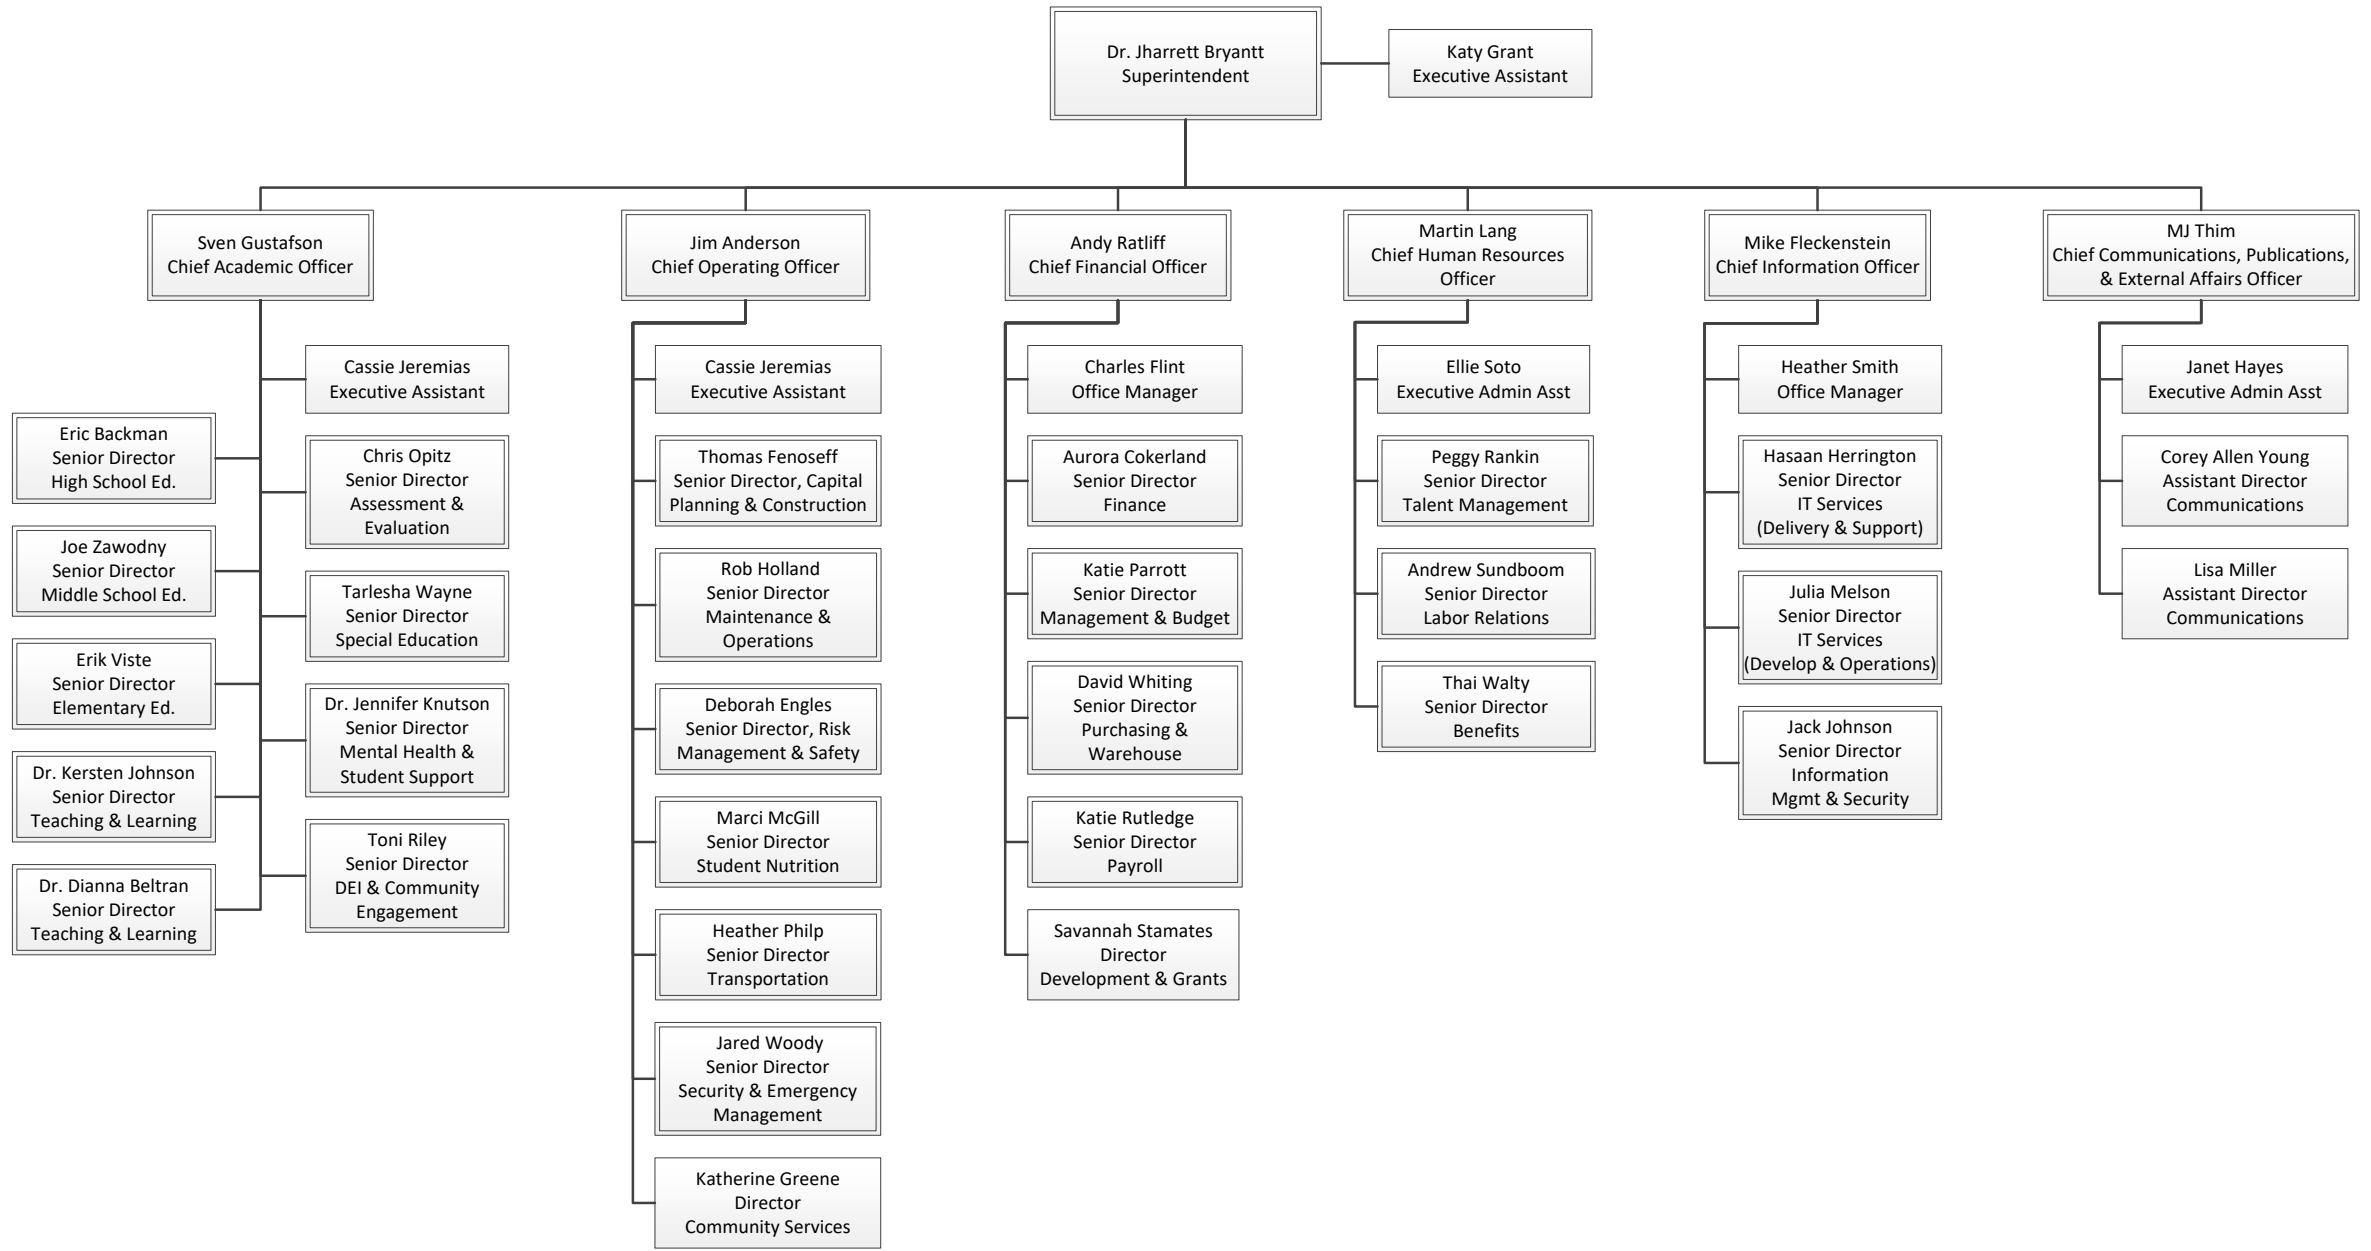 Dr. Jharrett Bryantt
Superintendent
Katy Grant
Executive Assistant
Sven Gustafson
Chief Academic Officer
Jim Anderson
Chief Operating Officer
Andy Ratliff
Chief Financial Officer
Martin Lang
Chief Human Resources
Officer
Mike Fleckenstein
Chief Information Officer
MJ Thim
Chief Communications, Publications,
& External Affairs Officer
Eric Backman
Senior Director
High School Ed.
Joe Zawodny
Senior Director
Middle School Ed.
Erik Viste
Senior Director
Elementary Ed.
Dr. Kersten Johnson
Senior Director
Teaching & Learning
Dr. Dianna Beltran
Senior Director
Teaching & Learning
Cassie Jeremias
Executive Assistant
Chris Opitz
Senior Director
Assessment &
Evaluation
Tarlesha Wayne
Senior Director
Special Education
Dr. Jennifer Knutson
Senior Director
Mental Health &
Student Support
Toni Riley
Senior Director
DEI & Community
Engagement
Cassie Jeremias
Executive Assistant
Thomas Fenoseff
Senior Director, Capital
Planning & Construction
Rob Holland
Senior Director
Maintenance &
Operations
Deborah Engles
Senior Director, Risk
Management & Safety
Marci McGill
Senior Director
Student Nutrition
Heather Philp
Senior Director
Transportation
Jared Woody
Senior Director
Security & Emergency
Management
Katherine Greene
Director
Community Services
Charles Flint
Office Manager
Aurora Cokerland
Senior Director
Finance
Katie Parrott
Senior Director
Management & Budget
David Whiting
Senior Director
Purchasing &
Warehouse
Katie Rutledge
Senior Director
Payroll
Savannah Stamates
Director
Development & Grants
Ellie Soto
Executive Admin Asst
Peggy Rankin
Senior Director
Talent Management
Andrew Sundboom
Senior Director
Labor Relations
Thai Walty
Senior Director
Benefits
Heather Smith
Office Manager
Hasaan Herrington
Senior Director
IT Services
(Delivery & Support)
Julia Melson
Senior Director
IT Services
(Develop & Operations)
Jack Johnson
Senior Director
Information
Mgmt & Security
Janet Hayes
Executive Admin Asst
Corey Allen Young
Assistant Director
Communications
Lisa Miller
Assistant Director
Communications